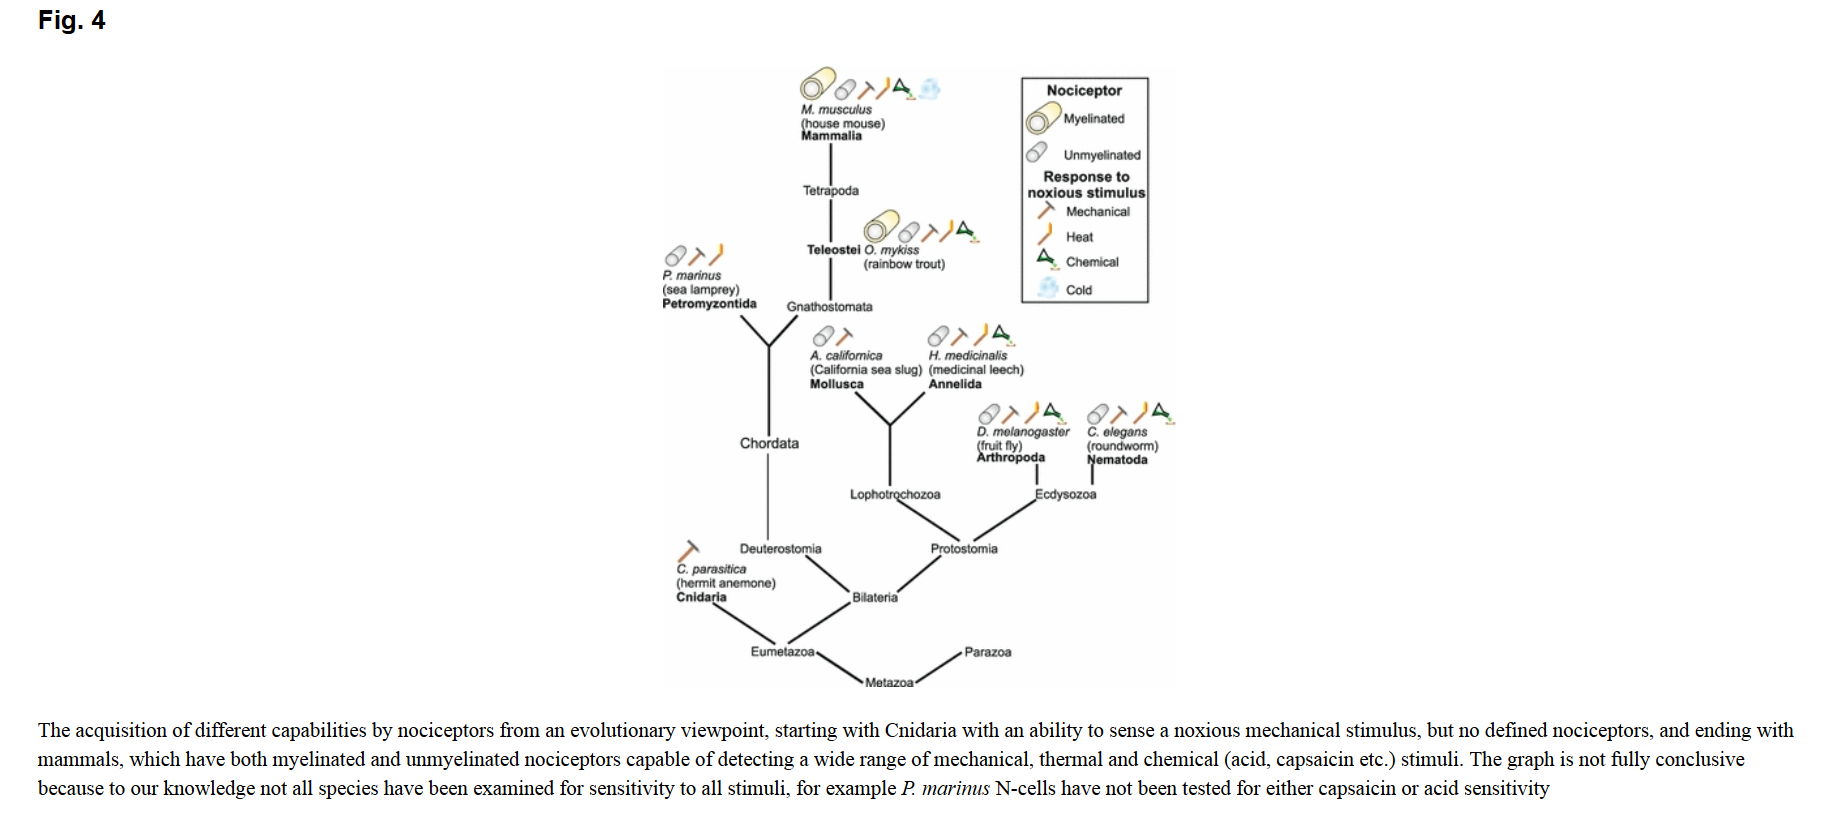 Fig. 4
M. musculus
(house mouse)
Mammalia
Tetrapoda
Teleostei O. mykiss
(rainbow trout)
P. marinus
(sea lamprey)
Petromyzontida
Gnathostomata
A. californica
(California sea slug)
Mollusca
H. medicinalis
(medicinal leech)
Annelida
D. melanogaster
(fruit fly)
Arthropoda
C. elegans
(roundworm)
Nematoda
Chordata
Lophotrochozoa
Ecdysozoa
Deuterostomia
Protostomia
C. parasitica
(hermit anemone)
Cnidaria
Bilateria
Eumetazoa
Parazoa
Metazoa
Nociceptor
Myelinated
Unmyelinated
Response to
noxious stimulus
Mechanical
Heat
Chemical
Cold
The acquisition of different capabilities by nociceptors from an evolutionary viewpoint, starting with Cnidaria with an ability to sense a noxious mechanical stimulus, but no defined nociceptors, and ending with
mammals, which have both myelinated and unmyelinated nociceptors capable of detecting a wide range of mechanical, thermal and chemical (acid, capsaicin etc.) stimuli. The graph is not fully conclusive
because to our knowledge not all species have been examined for sensitivity to all stimuli, for example P. marinus N-cells have not been tested for either capsaicin or acid sensitivity